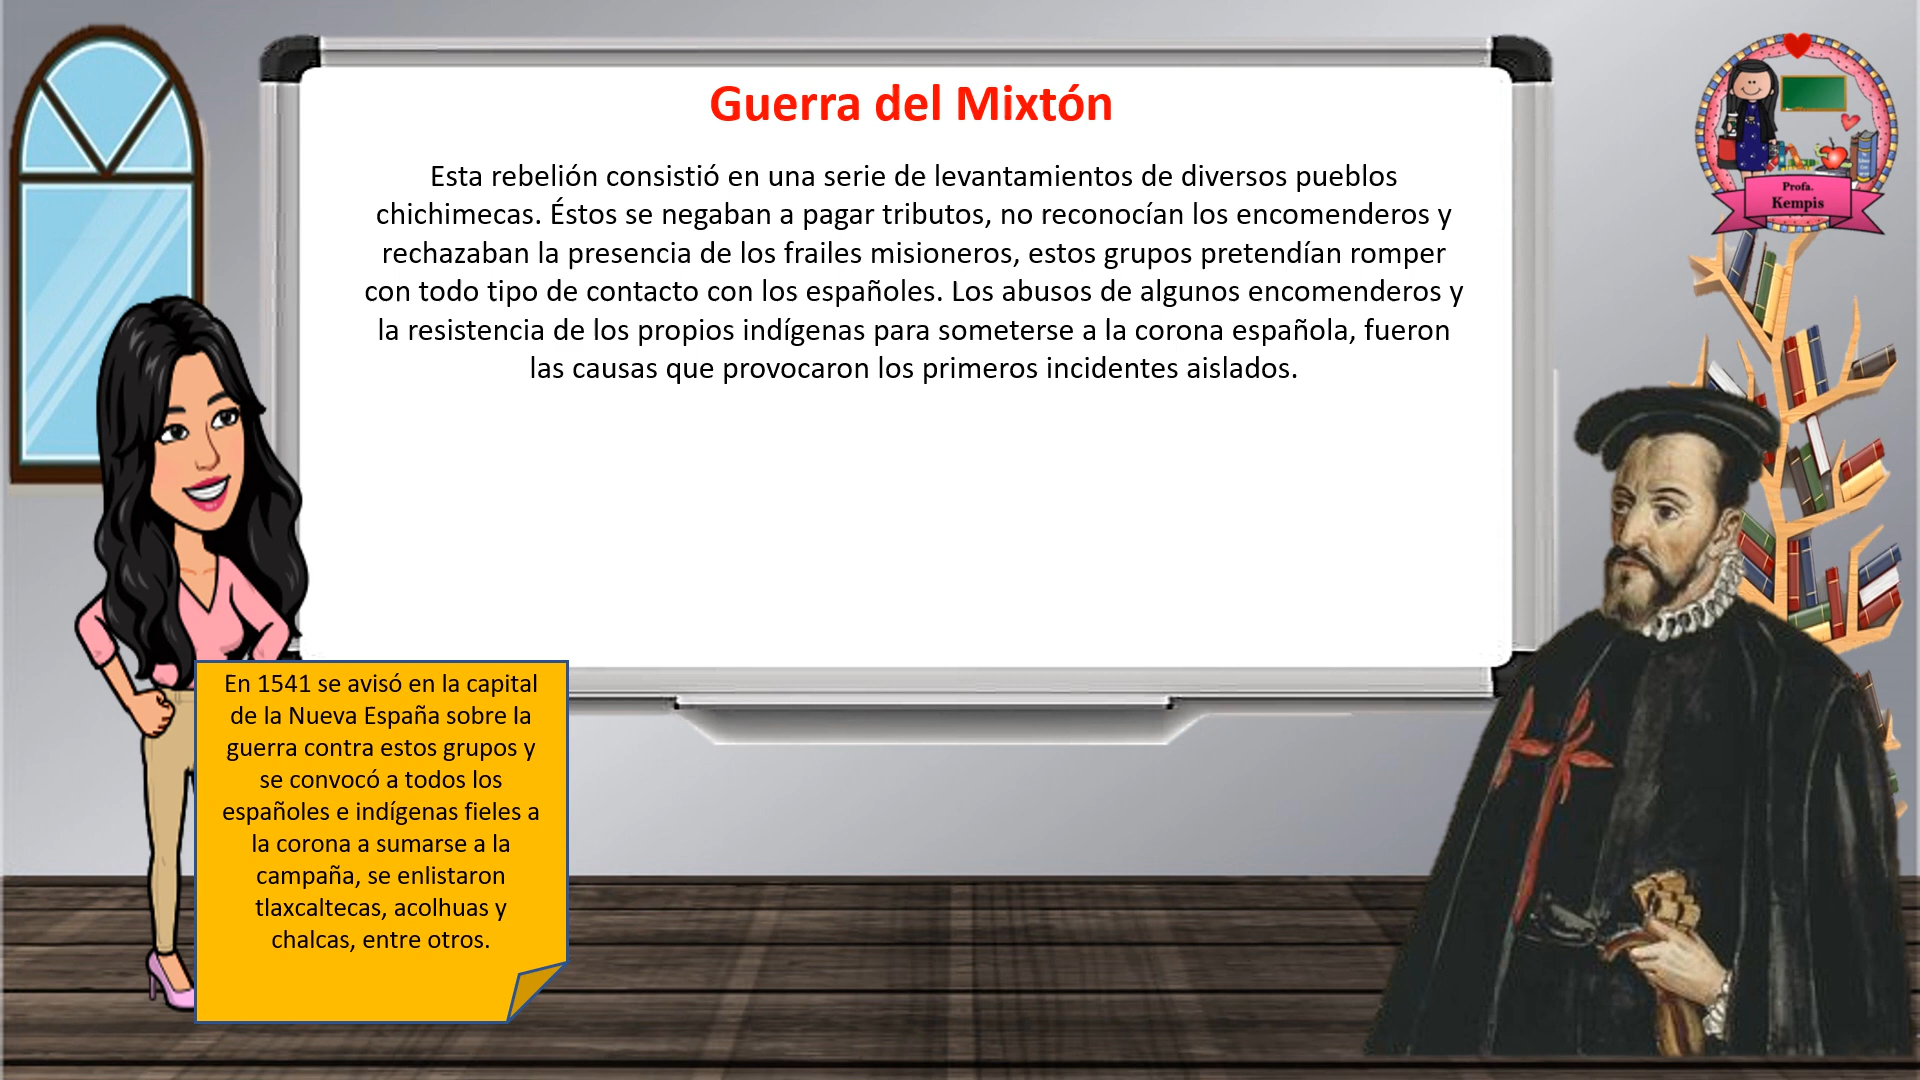 Guerra del Mixtón
Esta rebelión consistió en una serie de levantamientos de diversos pueblos
chichimecas. Éstos se negaban a pagar tributos, no reconocían los encomenderos y
rechazaban la presencia de los frailes misioneros, estos grupos pretendían romper
con todo tipo de contacto con los españoles. Los abusos de algunos encomenderos y
la resistencia de los propios indígenas para someterse a la corona española, fueron
las causas que provocaron los primeros incidentes aislados.
Profa.
Kempis
En 1541 se avisó en la capital
de la Nueva España sobre la
guerra contra estos grupos y
se convocó a todos los
españoles e indígenas fieles a
la corona a sumarse a la
campaña, se enlistaron
tlaxcaltecas, acolhuas y
chalcas, entre otros.